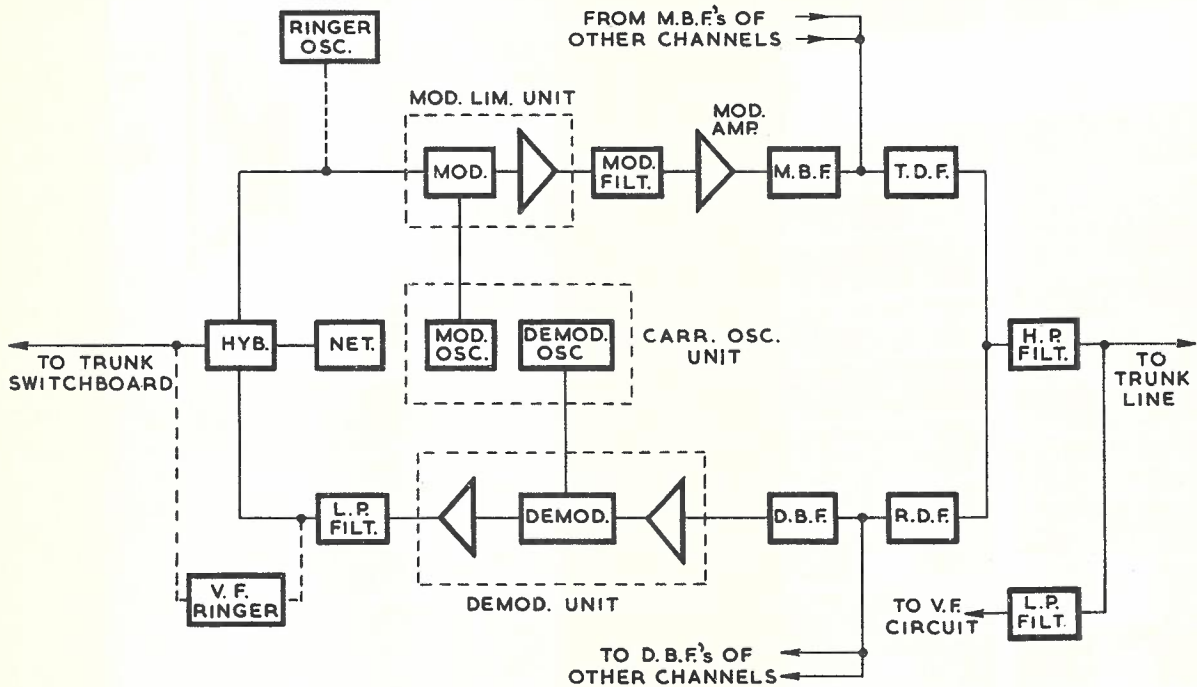 RINGER
OSC.
FROM M.B.F.'s OF
OTHER CHANNELS
MOD. LIM. UNIT
MOD.
AMP.
MOD.
MOD.
FILT.
M.B.F.
T.D.F.
HYB.
NET.
MOD.
OSC.
DEMOD.
OSC
CARR. OSC.
UNIT
H.P.
FILT.
TO TRUNK
SWITCHBOARD
TO
TRUNK
LINE
L.P.
FILT.
DEMOD.
D.B.F.
R.D.F.
V.F.
RINGER
DEMOD. UNIT
TO V.F.
CIRCUIT
L.P.
FILT.
TO D.B.F.'s OF
OTHER CHANNELS